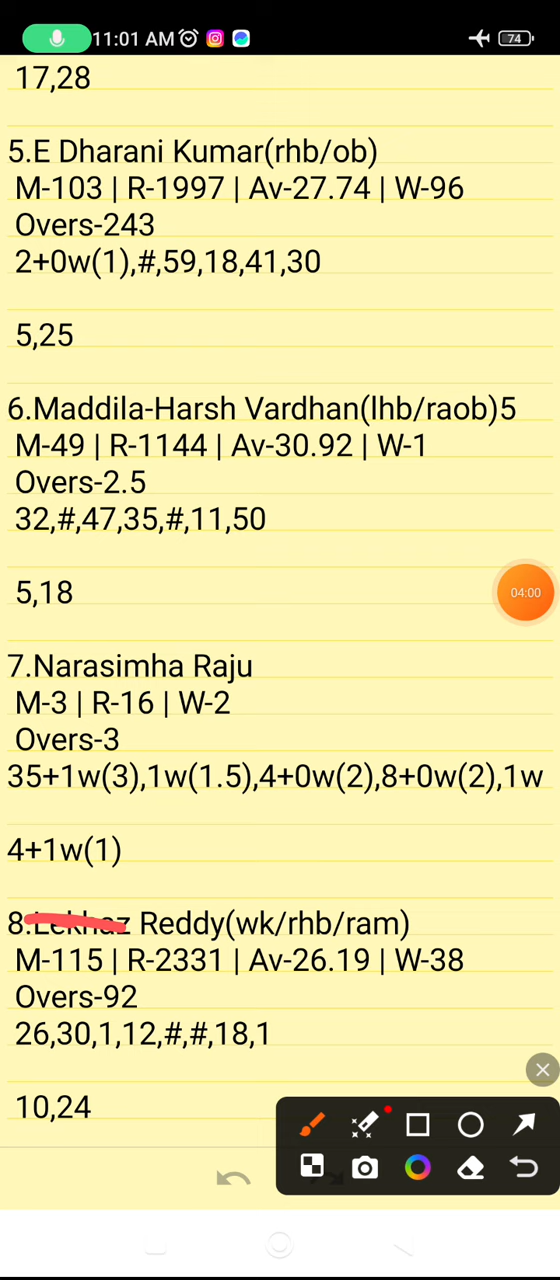 11:01 AM
74
17,28
5.E Dharani Kumar(rhb/ob)
M-103 | R-1997 | Av-27.74 | W-96
Overs-243
2+0w(1),#,59,18,41,30
5,25
6.Maddila-Harsh Vardhan(lhb/raob)5
M-49 | R-1144 | Av-30.92 | W-1
Overs-2.5
32,#,47,35,#,11,50
5,18
04:00
7.Narasimha Raju
M-3 | R-16 | W-2
Overs-3
35+1w(3),1w(1.5),4+0w(2),8+0w(2),1w
4+1w(1)
8.Lekhaz Reddy(wk/rhb/ram)
M-115 | R-2331 | Av-26.19 | W-38
Overs-92
26,30,1,12,#,#,18,1
10,24